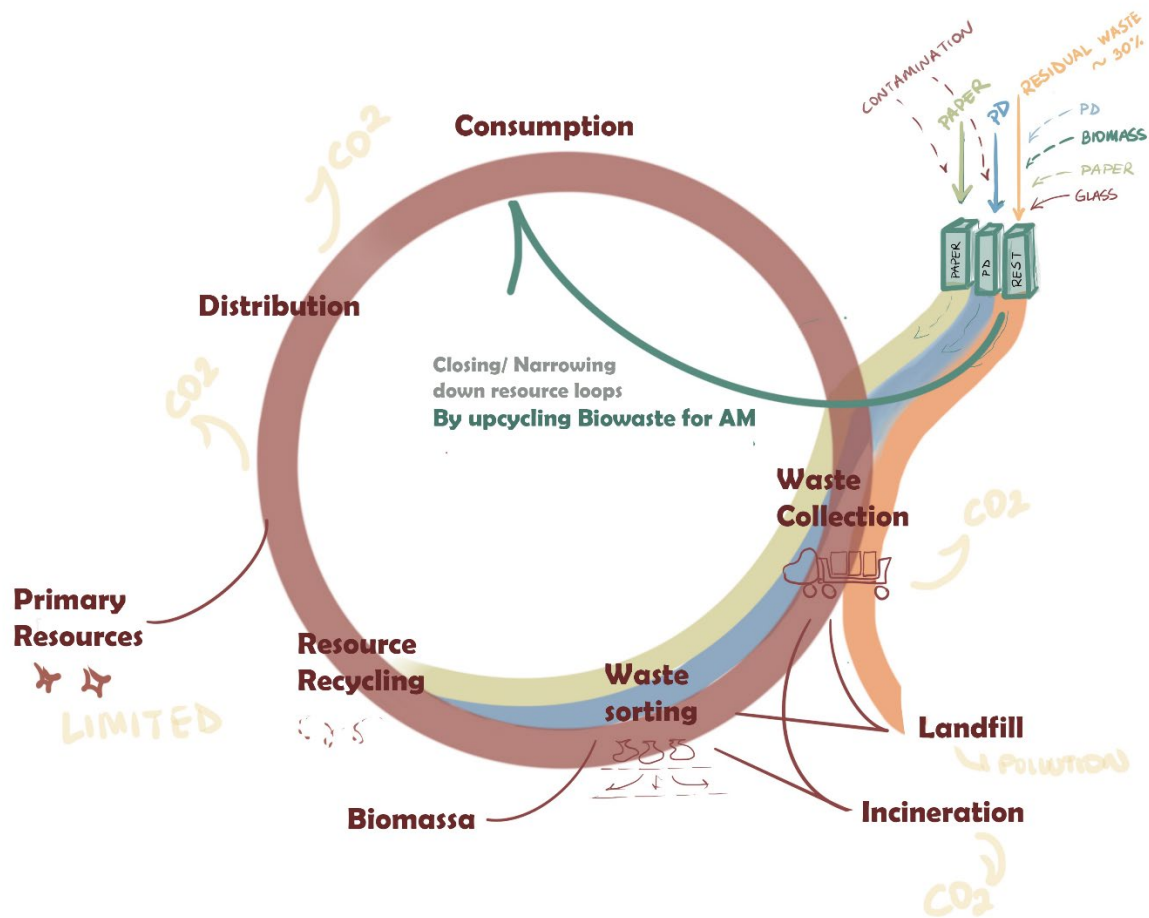 CONTAMINATION
PAPER
PD
RESIDUAL WASTE
~ 30%
PD
BIOMASS
PAPER
GLASS
PAPER
PD
REST
Consumption
CO2
Distribution
CO2
Closing/ Narrowing
down resource loops
By upcycling Biowaste for AM
Waste
Collection
CO2
Primary
Resources
LIMITED
Resource
Recycling
Waste
sorting
Landfill
POLUTION
Biomassa
Incineration
CO2